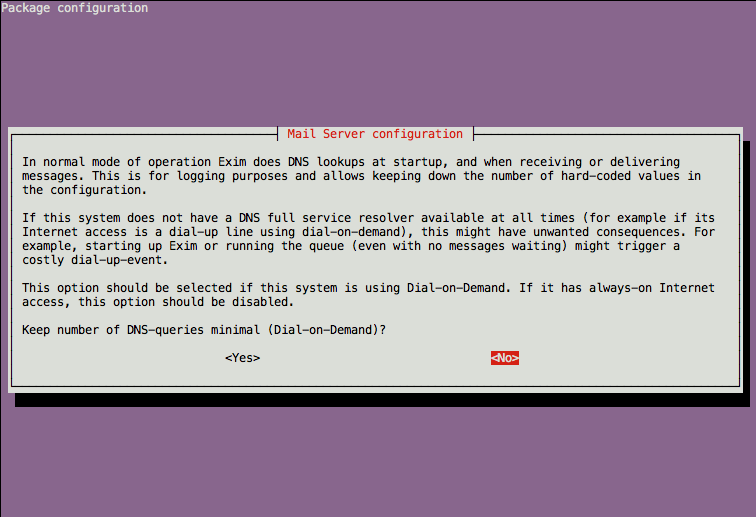 Package configuration
Mail Server configuration
In normal mode of operation Exim does DNS lookups at startup, and when receiving or delivering
messages. This is for logging purposes and allows keeping down the number of hard-coded values in
the configuration.
If this system does not have a DNS full service resolver available at all times (for example if its
Internet access is a dial-up line using dial-on-demand), this might have unwanted consequences. For
example, starting up Exim or running the queue (even with no messages waiting) might trigger a
costly dial-up-event.
This option should be selected if this system is using Dial-on-Demand. If it has always-on Internet
access, this option should be disabled.
Keep number of DNS-queries minimal (Dial-on-Demand)?
<Yes> <No>